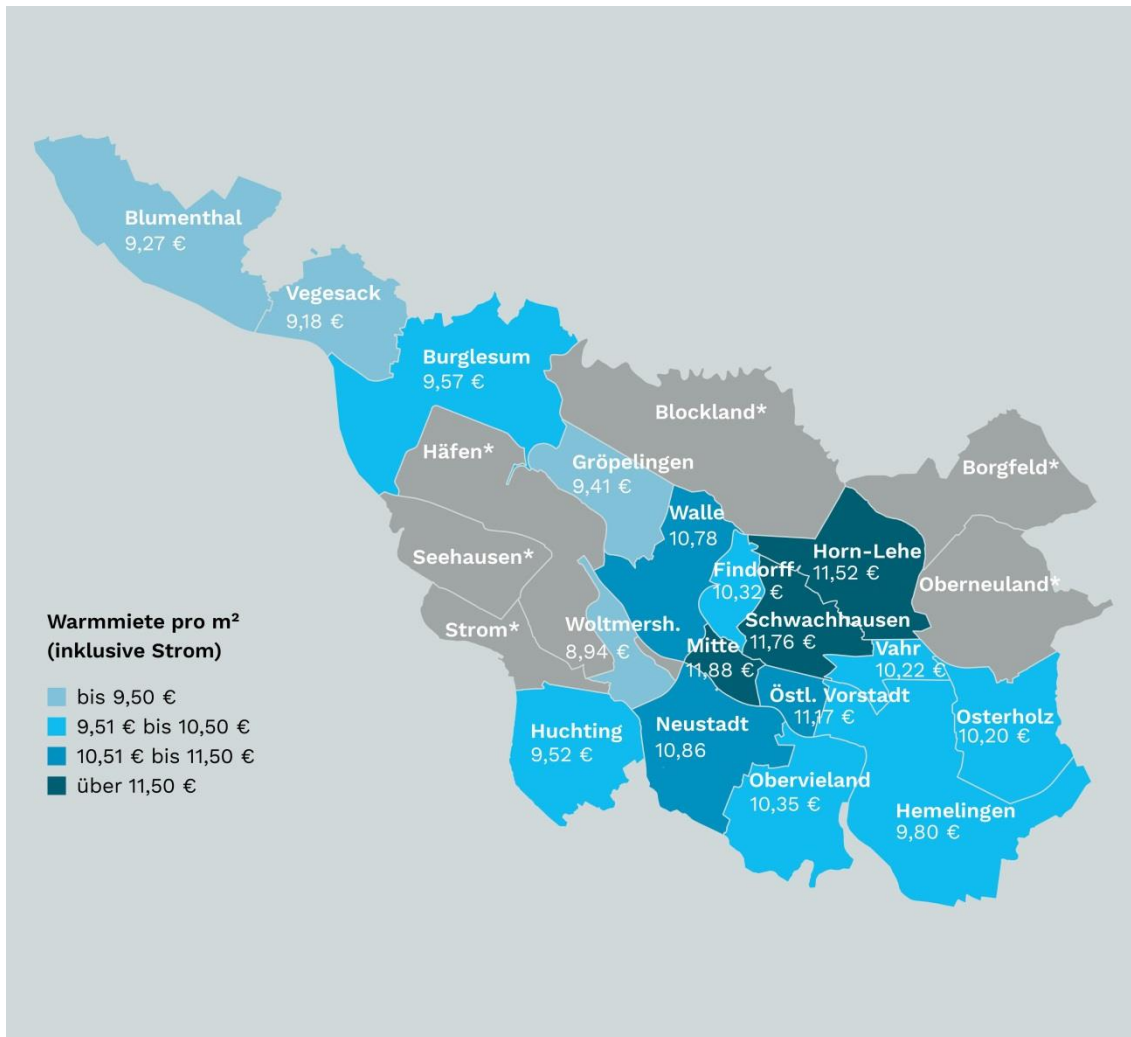 Blumenthal
9,27 €
Vegesack
9,18 €
Burglesum
9,57 €
Blockland*
Häfen*
Gröpelingen
9,41 €
Borgfeld*
Walle
10,78
Horn-Lehe
11,52 €
Seehausen*
Findorff
10,32 €
Oberneuland*
Strom*
Woltmersh.
8,94 €
Schwachhausen
11,76 €
Mitte
11,88 €
Vahr
10,22 €
Östl. Vorstadt
11,17 €
Huchting
9,52 €
Neustadt
10,86
Osterholz
10,20 €
Obervieland
10,35 €
Hemelingen
9,80 €
Warmmiete pro m²
(inklusive Strom)
bis 9,50 €
9,51 € bis 10,50 €
10,51 € bis 11,50 €
über 11,50 €